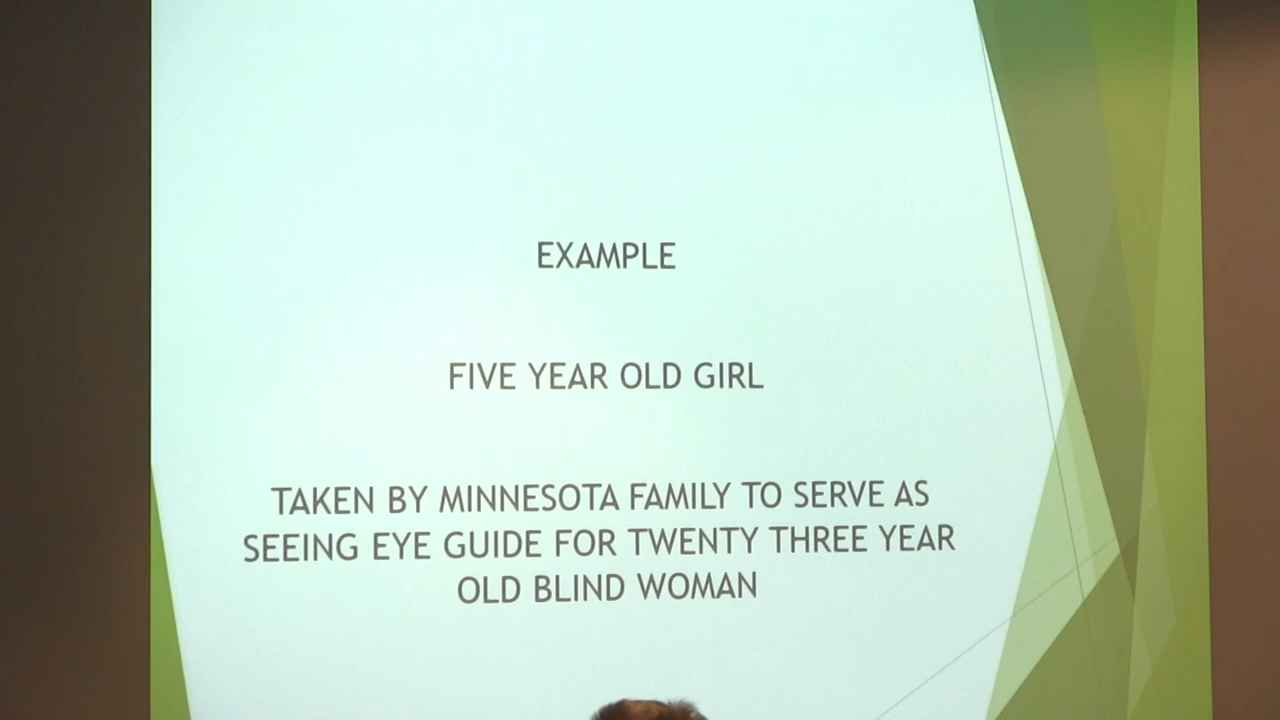 EXAMPLE
FIVE YEAR OLD GIRL
TAKEN BY MINNESOTA FAMILY TO SERVE AS
SEEING EYE GUIDE FOR TWENTY THREE YEAR
OLD BLIND WOMAN